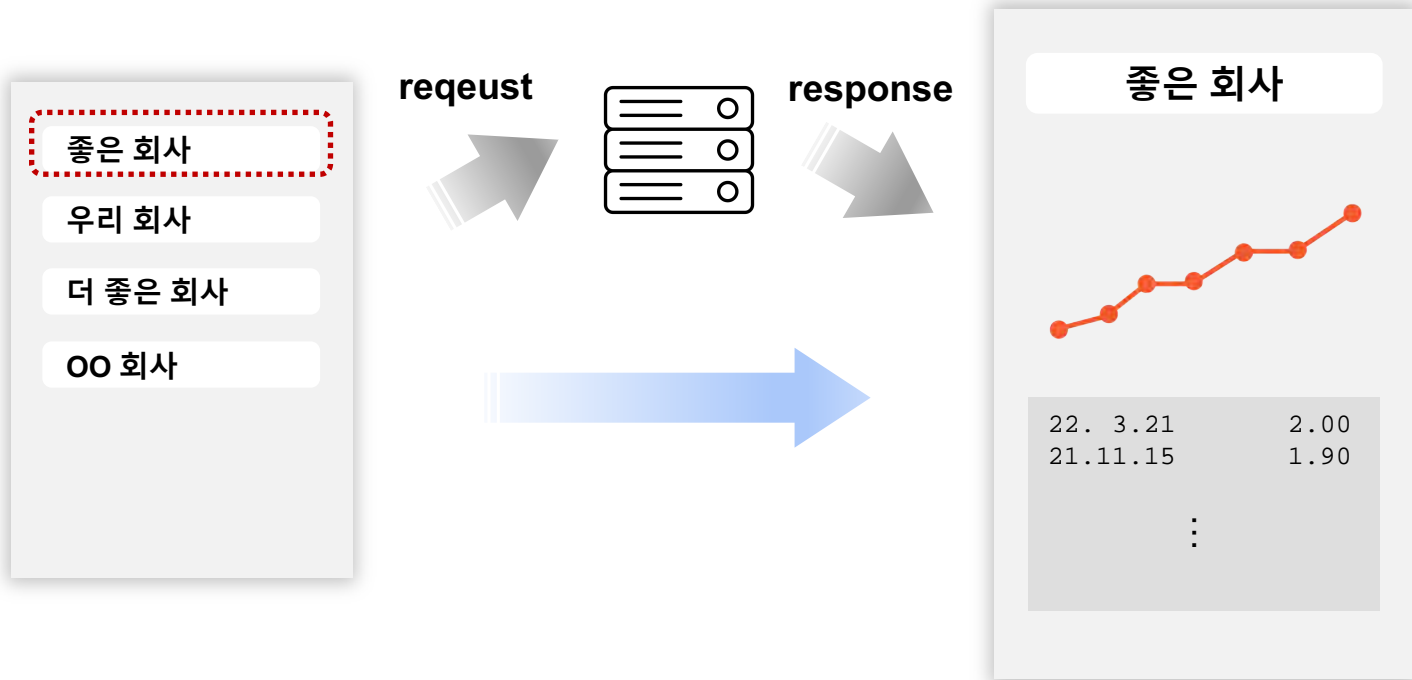 좋은 회사
우리 회사
더 좋은 회사
OO 회사
reqeust
response
좋은 회사
22. 3.21 2.00
21.11.15 1.90
⋮